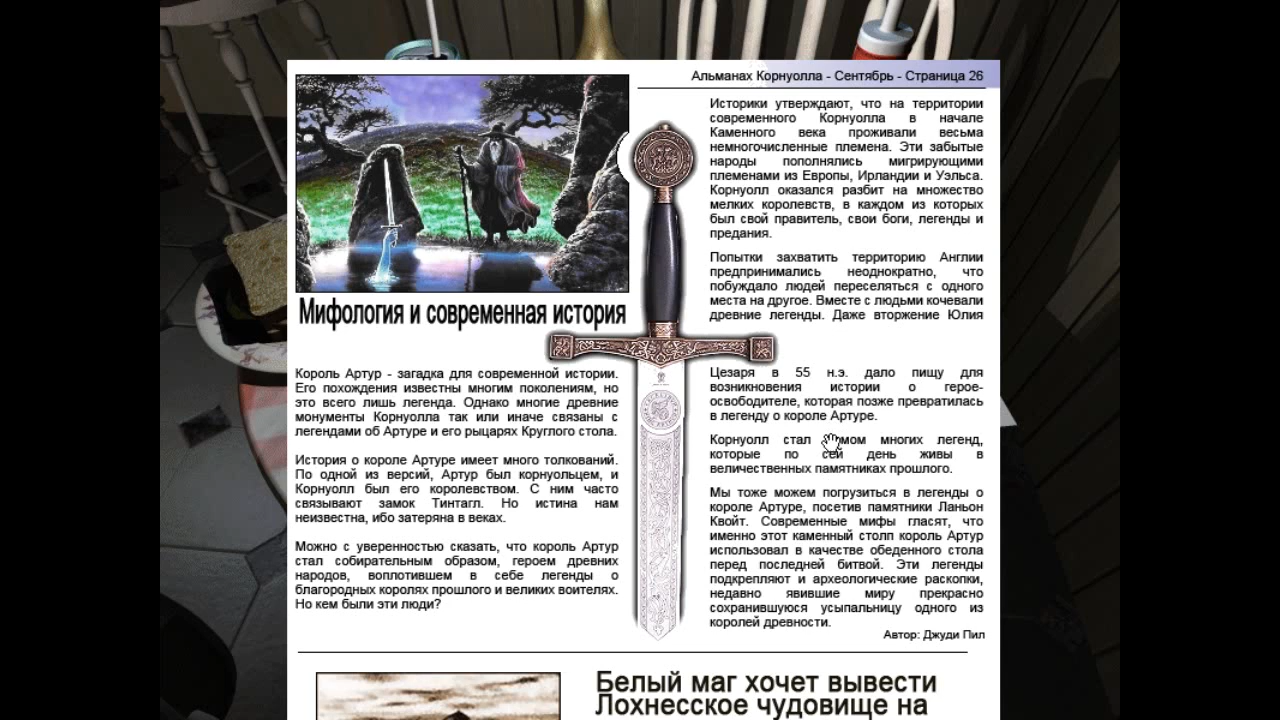 Альманах Корнуолла - Сентябрь - Страница 26
Мифология и современная история
Король Артур - загадка для современной истории.
Его похождения известны многим поколениям, но
это всего лишь легенда. Однако многие древние
монументы Корнуолла так или иначе связаны с
легендами об Артуре и его рыцарях Круглого стола.
История о короле Артуре имеет много толкований.
По одной из версий, Артур был корнуольцем, и
Корнуолл был его королевством. С ним часто
связывают замок Тинтагл. Но истина нам
неизвестна, ибо затеряна в веках.
Можно с уверенностью сказать, что король Артур
стал собирательным образом, героем древних
народов, воплотившем в себе легенды о
благородных королях прошлого и великих воителях.
Но кем были эти люди?
Историки утверждают, что на территории
современного Корнуолла в начале
Каменного века проживали весьма
немногочисленные племена. Эти забытые
народы пополнялись мигрирующими
племенами из Европы, Ирландии и Уэльса.
Корнуолл оказался разбит на множество
мелких королевств, в каждом из которых
был свой правитель, свои боги, легенды и
предания.
Попытки захватить территорию Англии
предпринимались неоднократно, что
побуждало людей переселяться с одного
места на другое. Вместе с людьми кочевали
древние легенды. Даже вторжение Юлия
Цезаря в 55 н.э. дало пищу для
возникновения истории о герое-
освободителе, которая позже превратилась
в легенду о короле Артуре.
Корнуолл стал многих легенд,
которые по сей день живы в
величественных памятниках прошлого.
Мы тоже можем погрузиться в легенды о
короле Артуре, посетив памятники Ланьон
Квойт. Современные мифы гласят, что
именно этот каменный столп король Артур
использовал в качестве обеденного стола
перед последней битвой. Эти легенды
подкрепляют и археологические раскопки,
недавно явившие миру прекрасно
сохранившуюся усыпальницу одного из
королей древности.
Автор: Джуди Пил
Белый маг хочет вывести
Лохнесское чудовище на